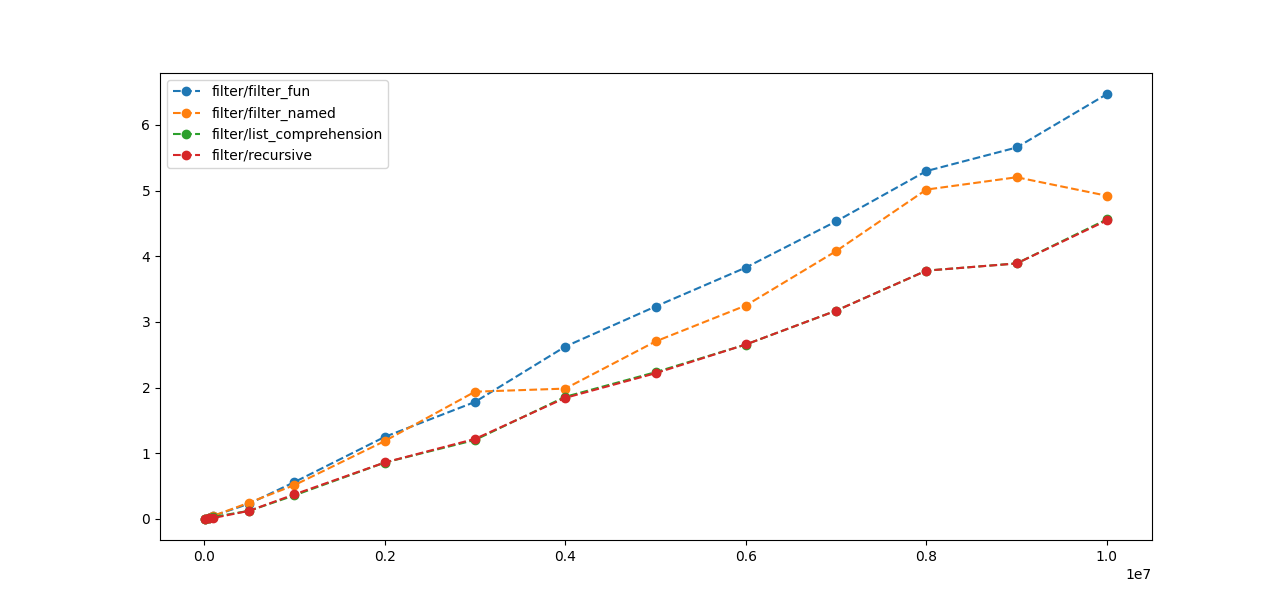 filter/filter_fun
filter/filter_named
filter/list_comprehension
filter/recursive
6
5
4
3
2
1
0
0.0 0.2 0.4 0.6 0.8 1.0
1e7